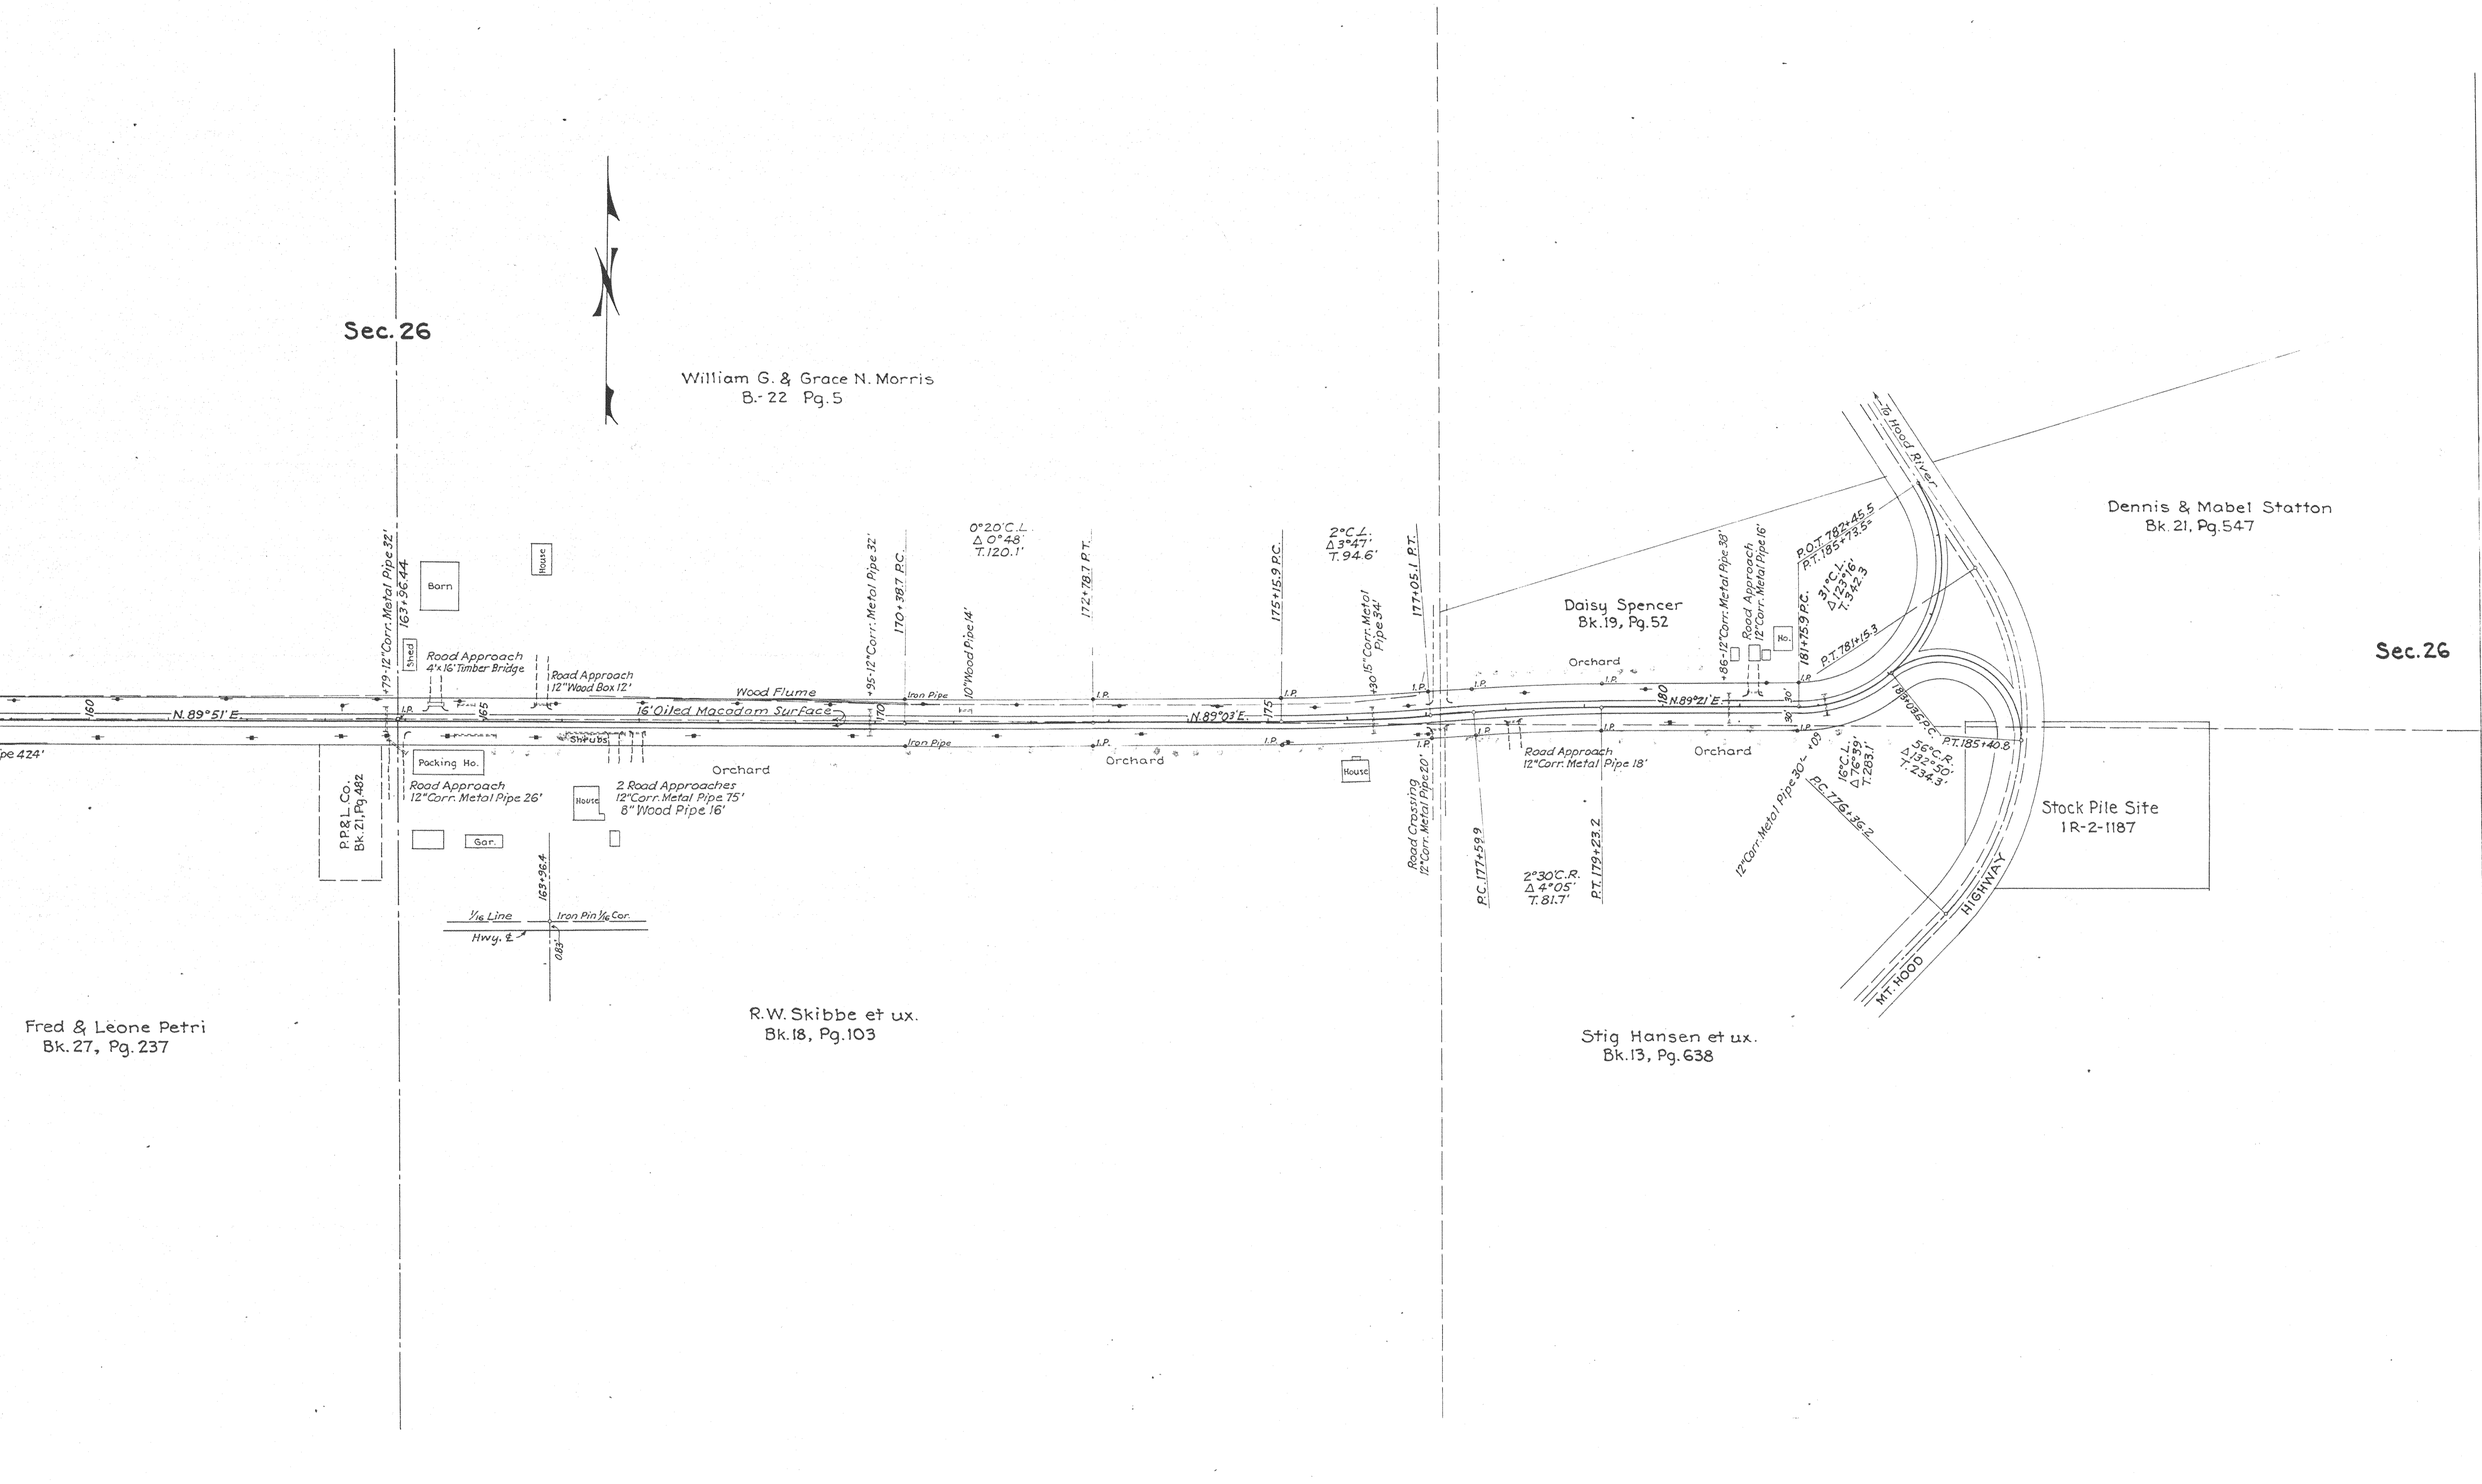 Sec. 26
William G. & Grace N. Morris
B.-22 Pg.5
To Hood River
Dennis & Mabel Statton
Bk. 21, Pg. 547
Sec. 26
+79-12"Corr. Metal Pipe 32'
163+96.44
Barn
House
Shed
Road Approach
4'x16' Timber Bridge
Road Approach
12"Wood Box 12'
+95-12"Corr. Metal Pipe 32'
170+38.7 P.C.
10"Wood Pipe 14'
0°20' C.L.
Δ 0°48'
T. 120.1'
172+78.7 P.T.
175+15.9 P.C.
2° C.L.
Δ 3°47'
T. 94.6'
+30 15"Corr. Metal
Pipe 34'
177+05.1 P.T.
Daisy Spencer
Bk. 19, Pg. 52
Orchard
+86-12"Corr. Metal Pipe 38'
Road Approach
12"Corr. Metal Pipe 16'
Ho.
181+75.9 P.C.
P.O.T. 782+45.5
P.T. 185+73.5=
31° C.L.
Δ 123°16'
T. 342.3
P.T. 781+15.3
160
N. 89°51' E.
I.P.
165
Wood Flume
16' Oiled Macadam Surface
170
Iron Pipe
I.P.
N. 89°03' E.
175
I.P.
I.P.
I.P.
I.P.
180
N. 89°21' E.
30'
30'
I.P.
Shrubs
Iron Pipe
I.P.
I.P.
I.P.
I.P.
I.P.
I.P.
pe 424'
P.P.& L. Co.
Bk. 21, Pg. 482
Packing Ho.
Road Approach
12"Corr. Metal Pipe 26'
House
2 Road Approaches
12"Corr. Metal Pipe 75'
8" Wood Pipe 16'
Orchard
Gar.
Orchard
House
Road Crossing
12"Corr. Metal Pipe 20'
P.C. 177+59.9
Road Approach
12"Corr. Metal Pipe 18'
2°30' C.R.
Δ 4°05'
T. 81.7'
P.T. 179+23.2
Orchard
12"Corr. Metal Pipe 30'- +09
16° C.L.
Δ 76°39'
T. 283.1'
P.C. 776+36.2
183+03.6 P.C.
56° C.R.
Δ 132°50'
T. 234.3'
P.T. 185+40.8
Stock Pile Site
1R-2-1187
163+96.4
1/16 Line
Iron Pin 1/16 Cor.
Hwy. ℄
0.83'
MT. HOOD
HIGHWAY
Fred & Leone Petri
Bk. 27, Pg. 237
R.W. Skibbe et ux.
Bk. 18, Pg. 103
Stig Hansen et ux.
Bk. 13, Pg. 638